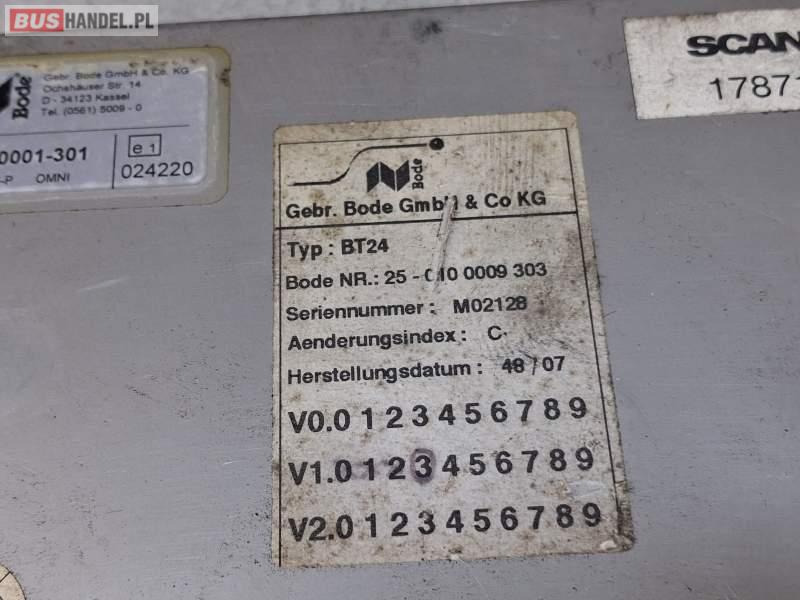 BUSHANDEL.PL
Gebr. Bode GmbH & Co. KG
Ochshäuser Str. 14
D - 34123 Kassel
Tel. (0561) 5009 - 0
Bode
0001-301
e1
-P OMNI
024220
SCAN
1787
Bode
Gebr. Bode GmbH & Co KG
Typ : BT24
Bode NR.: 25 - 010 0009 303
Seriennummer : M02128
Aenderungsindex : C
Herstellungsdatum : 48 / 07
V0.0 1 2 3 4 5 6 7 8 9
V1.0 1 2 3 4 5 6 7 8 9
V2.0 1 2 3 4 5 6 7 8 9